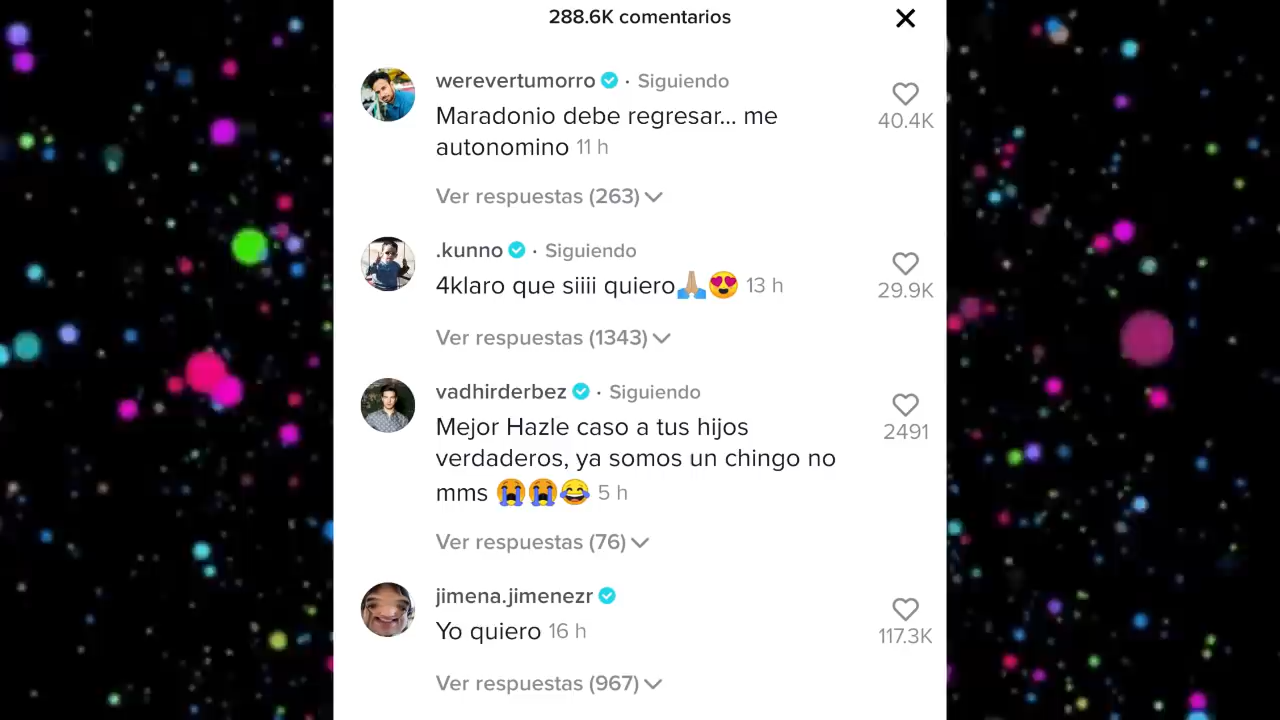 288.6K comentarios
werevertumorro · Siguiendo
Maradonio debe regresar... me
autonomino 11 h
40.4K
Ver respuestas (263)
.kunno · Siguiendo
4klaro que siiii quiero🙏🏼😍 13 h
29.9K
Ver respuestas (1343)
vadhirderbez · Siguiendo
Mejor Hazle caso a tus hijos
verdaderos, ya somos un chingo no
mms 😭😭😂 5 h
2491
Ver respuestas (76)
jimena.jimenezr
Yo quiero 16 h
117.3K
Ver respuestas (967)